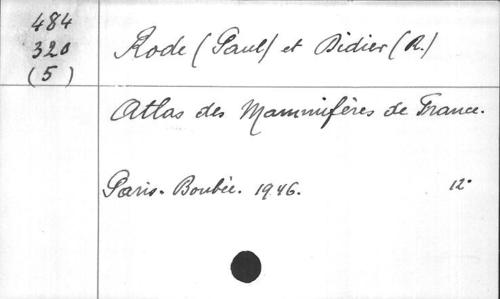 484
320
(5)
Rode (Paul) et Didier (R.)
Atlas des Mammifères de France.
Paris. Boubée. 1946. 12°